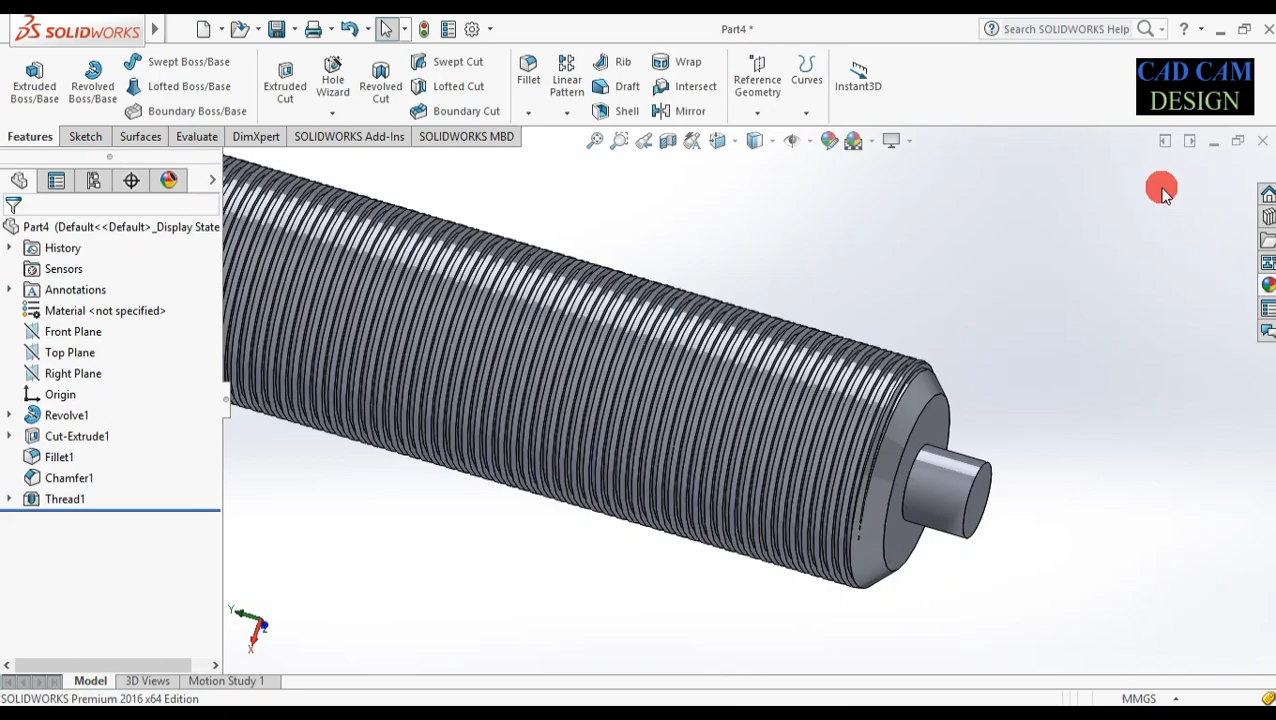 SOLIDWORKS
Part4 *
Search SOLIDWORKS Help
?
Extruded Boss/Base
Revolved Boss/Base
Swept Boss/Base
Lofted Boss/Base
Boundary Boss/Base
Extruded Cut
Hole Wizard
Revolved Cut
Swept Cut
Lofted Cut
Boundary Cut
Fillet
Linear Pattern
Rib
Draft
Shell
Wrap
Intersect
Mirror
Reference Geometry
Curves
Instant3D
CAD CAM
DESIGN
Features Sketch Surfaces Evaluate DimXpert SOLIDWORKS Add-Ins SOLIDWORKS MBD
Part4 (Default<<Default>_Display State
History
Sensors
Annotations
Material <not specified>
Front Plane
Top Plane
Right Plane
Origin
Revolve1
Cut-Extrude1
Fillet1
Chamfer1
Thread1
Y
Z
X
Model 3D Views Motion Study 1
SOLIDWORKS Premium 2016 x64 Edition
MMGS